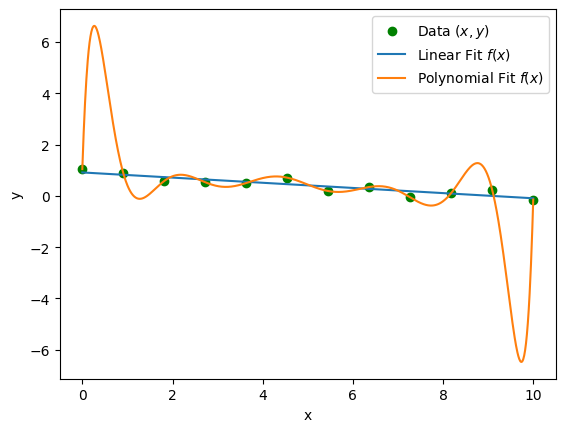 Data (x, y)
Linear Fit f(x)
Polynomial Fit f(x)
6
4
2
0
−2
−4
−6
y
0 2 4 6 8 10
x